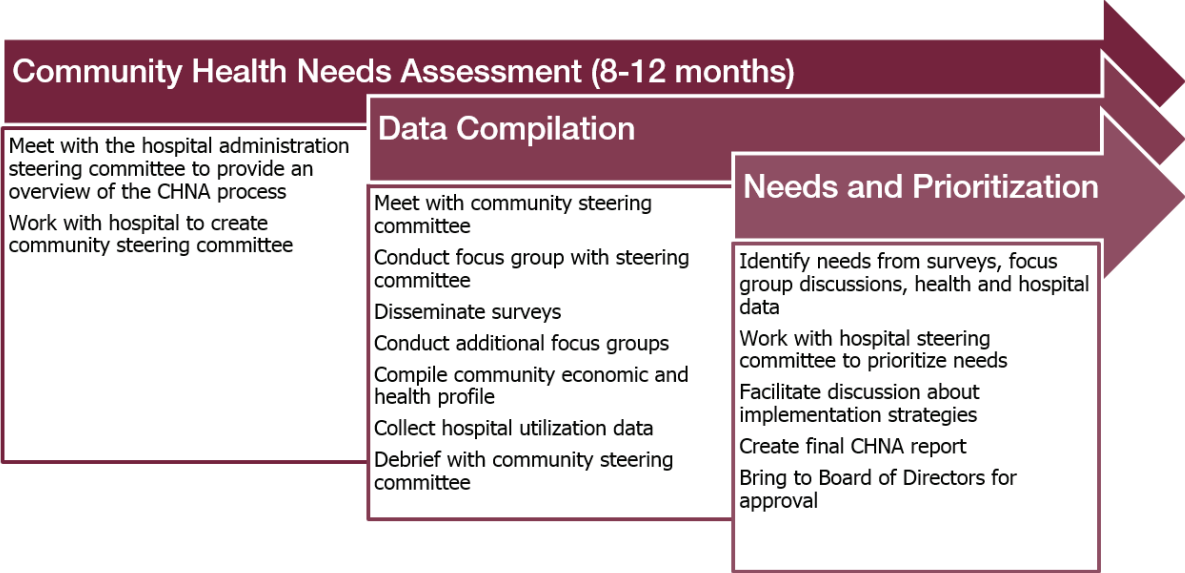 Community Health Needs Assessment (8-12 months)
Meet with the hospital administration
steering committee to provide an
overview of the CHNA process
Work with hospital to create
community steering committee
Data Compilation
Meet with community steering
committee
Conduct focus group with steering
committee
Disseminate surveys
Conduct additional focus groups
Compile community economic and
health profile
Collect hospital utilization data
Debrief with community steering
committee
Needs and Prioritization
Identify needs from surveys, focus
group discussions, health and hospital
data
Work with hospital steering
committee to prioritize needs
Facilitate discussion about
implementation strategies
Create final CHNA report
Bring to Board of Directors for
approval